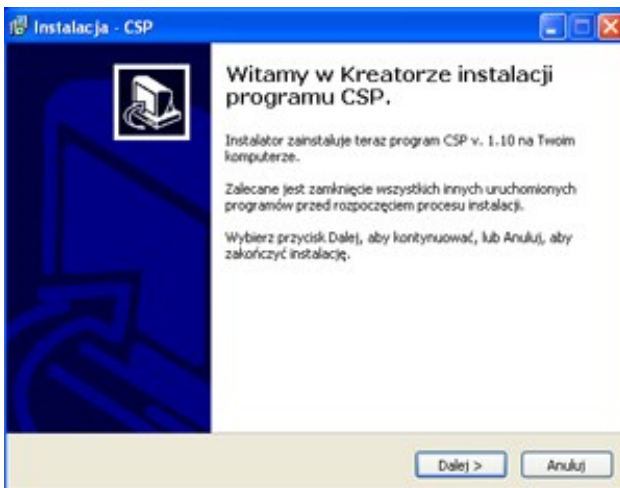 Instalacja - CSP
Witamy w Kreatorze instalacji
programu CSP.
Instalator zainstaluje teraz program CSP v. 1.10 na Twoim
komputerze.
Zalecane jest zamknięcie wszystkich innych uruchomionych
programów przed rozpoczęciem procesu instalacji.
Wybierz przycisk Dalej, aby kontynuować, lub Anuluj, aby
zakończyć instalację.
Dalej >
Anuluj